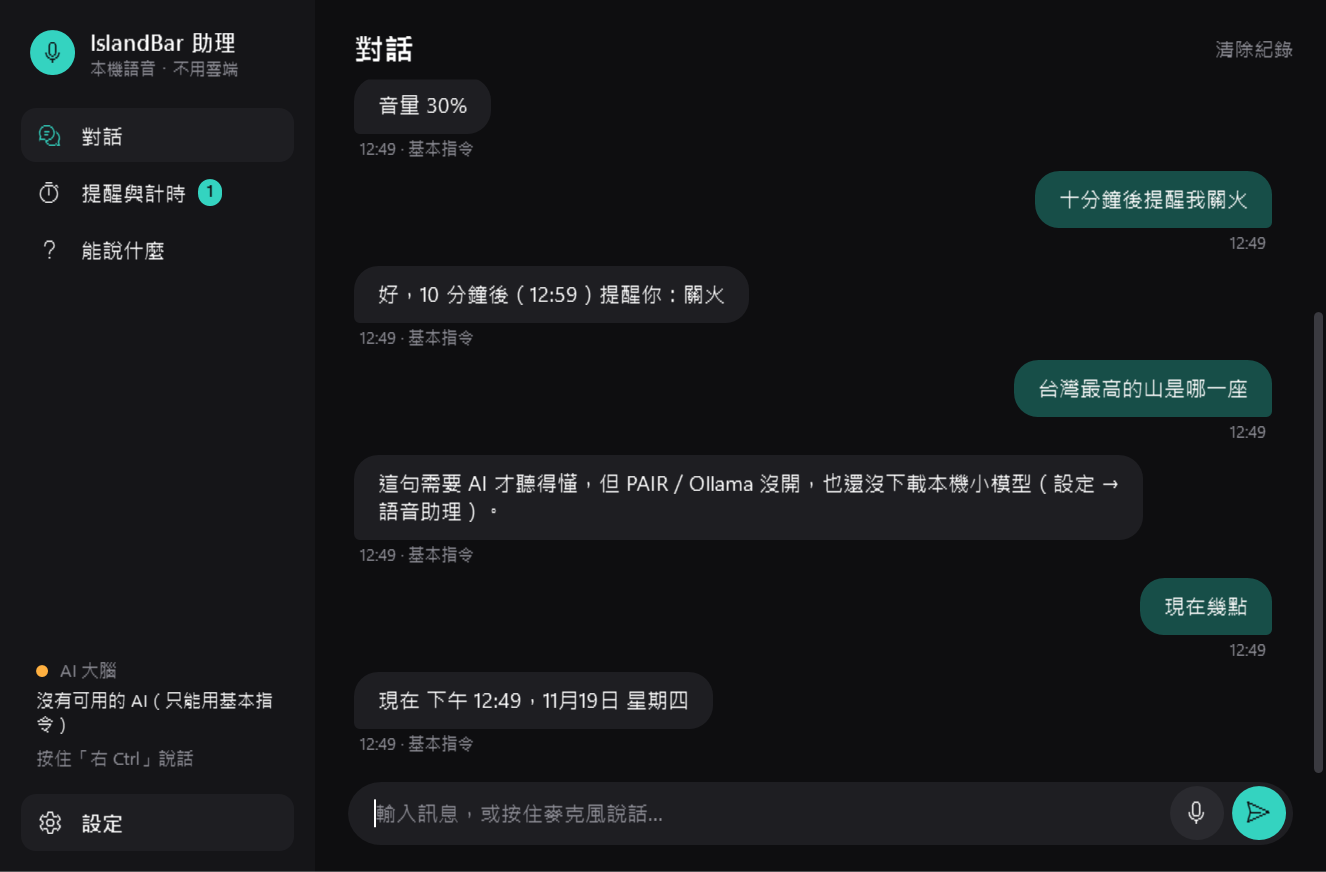 IslandBar 助理
本機語音 · 不用雲端
對話
提醒與計時 1
能說什麼
AI 大腦
沒有可用的 AI（只能用基本指
令）
按住「右 Ctrl」說話
設定
對話
清除紀錄
音量 30%
12:49 · 基本指令
十分鐘後提醒我關火
12:49
好，10 分鐘後（12:59）提醒你：關火
12:49 · 基本指令
台灣最高的山是哪一座
12:49
這句需要 AI 才聽得懂，但 PAIR / Ollama 沒開，也還沒下載本機小模型（設定 →
語音助理）。
12:49 · 基本指令
現在幾點
12:49
現在 下午 12:49，11月19日 星期四
12:49 · 基本指令
輸入訊息，或按住麥克風說話...